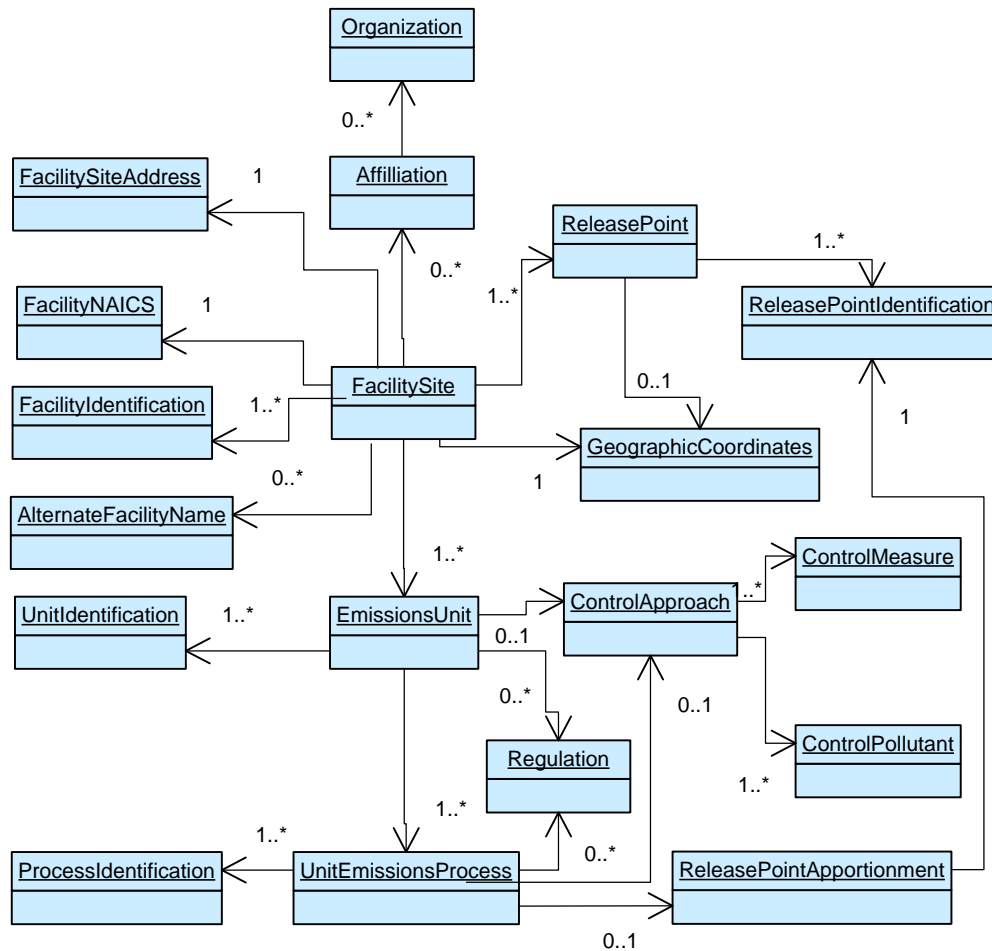 Organization
0..*
FacilitySiteAddress
1
Affilliation
ReleasePoint
0..*
1..*
1..*
FacilityNAICS
1
ReleasePointIdentification
FacilitySite
0..1
FacilityIdentification
1..*
1
GeographicCoordinates
0..*
1
AlternateFacilityName
1..*
ControlMeasure
UnitIdentification
1..*
EmissionsUnit
0..1
ControlApproach
1..*
0..*
0..1
Regulation
ControlPollutant
1..*
1..*
1..*
0..*
ProcessIdentification
UnitEmissionsProcess
ReleasePointApportionment
0..1